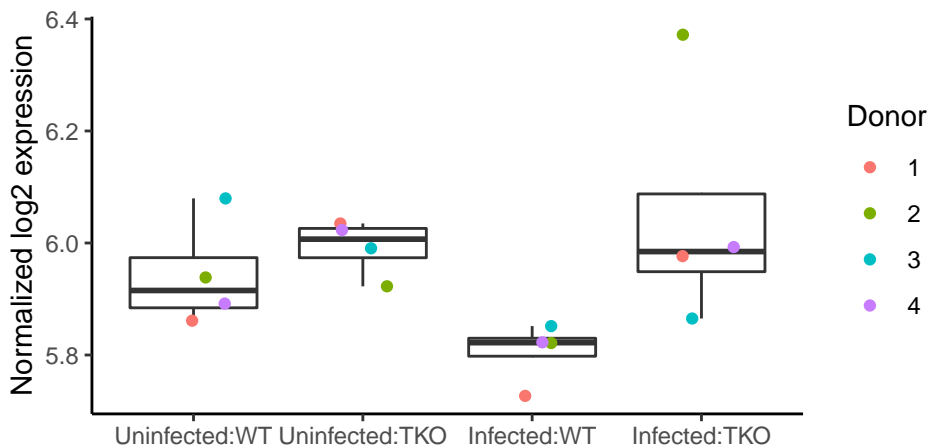 Normalized log2 expression
6.4
6.2
6.0
5.8
Uninfected:WT
Uninfected:TKO
Infected:WT
Infected:TKO
Donor
1
2
3
4